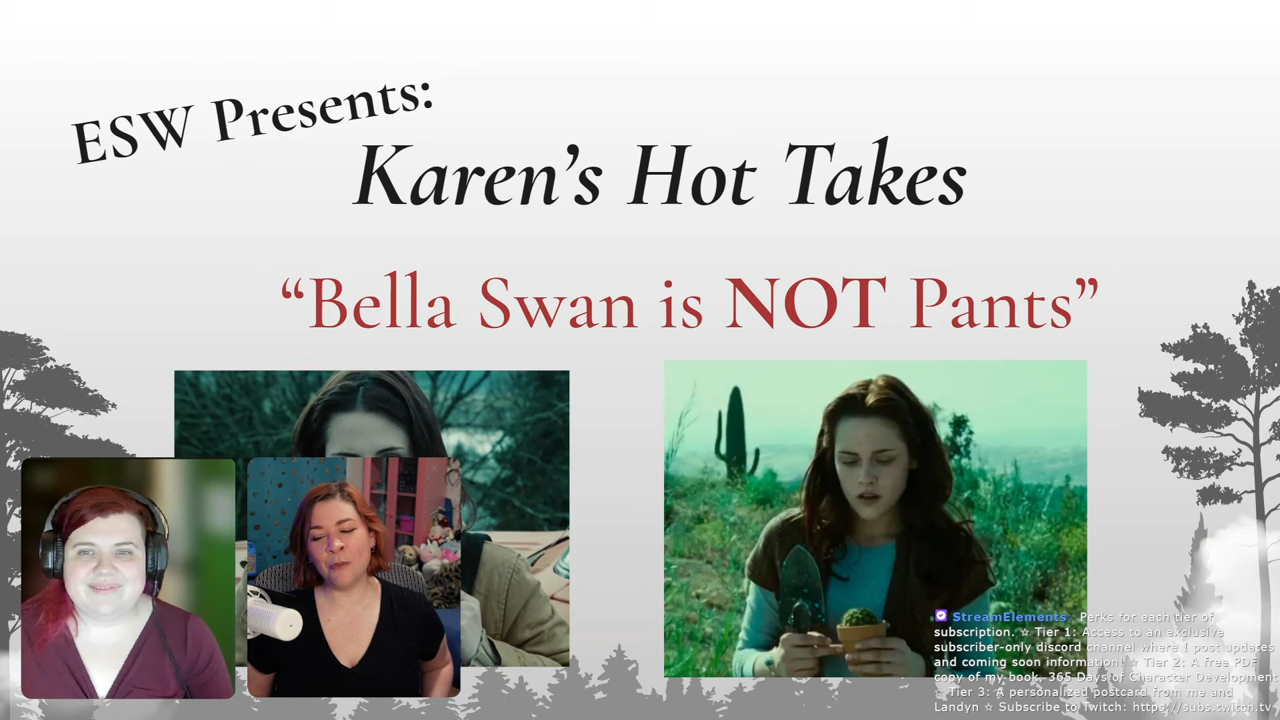 ESW Presents:
Karen’s Hot Takes
“Bella Swan is NOT Pants”
StreamElements: Perks for each tier of
subscription. ☆ Tier 1: Access to an exclusive
subscriber-only discord channel where I post updates
and coming soon information! ☆ Tier 2: A free PDF
copy of my book, 365 Days of Character Development
☆ Tier 3: A personalized postcard from me and
Landyn ☆ Subscribe to Twitch: https://subs.twitch.tv